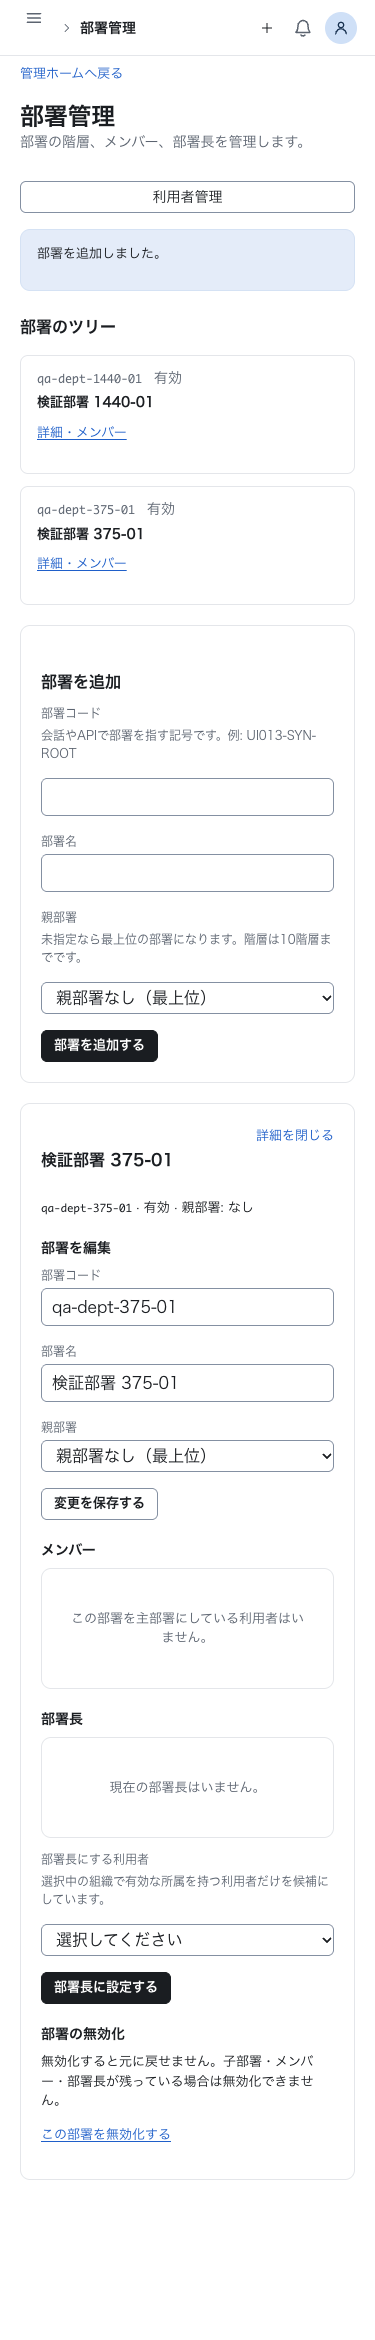 部署管理
管理ホームへ戻る
部署管理
部署の階層、メンバー、部署長を管理します。
利用者管理
部署を追加しました。
部署のツリー
qa-dept-1440-01 有効
検証部署 1440-01
詳細・メンバー
qa-dept-375-01 有効
検証部署 375-01
詳細・メンバー
部署を追加
部署コード
会話やAPIで部署を指す記号です。例: UI013-SYN-
ROOT
部署名
親部署
未指定なら最上位の部署になります。階層は10階層ま
でです。
親部署なし（最上位）
部署を追加する
詳細を閉じる
検証部署 375-01
qa-dept-375-01 · 有効 · 親部署: なし
部署を編集
部署コード
qa-dept-375-01
部署名
検証部署 375-01
親部署
親部署なし（最上位）
変更を保存する
メンバー
この部署を主部署にしている利用者はい
ません。
部署長
現在の部署長はいません。
部署長にする利用者
選択中の組織で有効な所属を持つ利用者だけを候補に
しています。
選択してください
部署長に設定する
部署の無効化
無効化すると元に戻せません。子部署・メンバ
ー・部署長が残っている場合は無効化できませ
ん。
この部署を無効化する